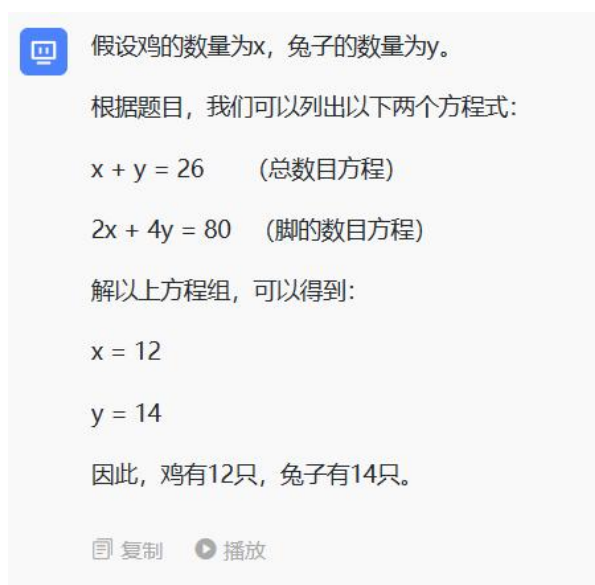 假设鸡的数量为x，兔子的数量为y。
根据题目，我们可以列出以下两个方程式：
x + y = 26 （总数目方程）
2x + 4y = 80 （脚的数目方程）
解以上方程组，可以得到：
x = 12
y = 14
因此，鸡有12只，兔子有14只。
复制 播放